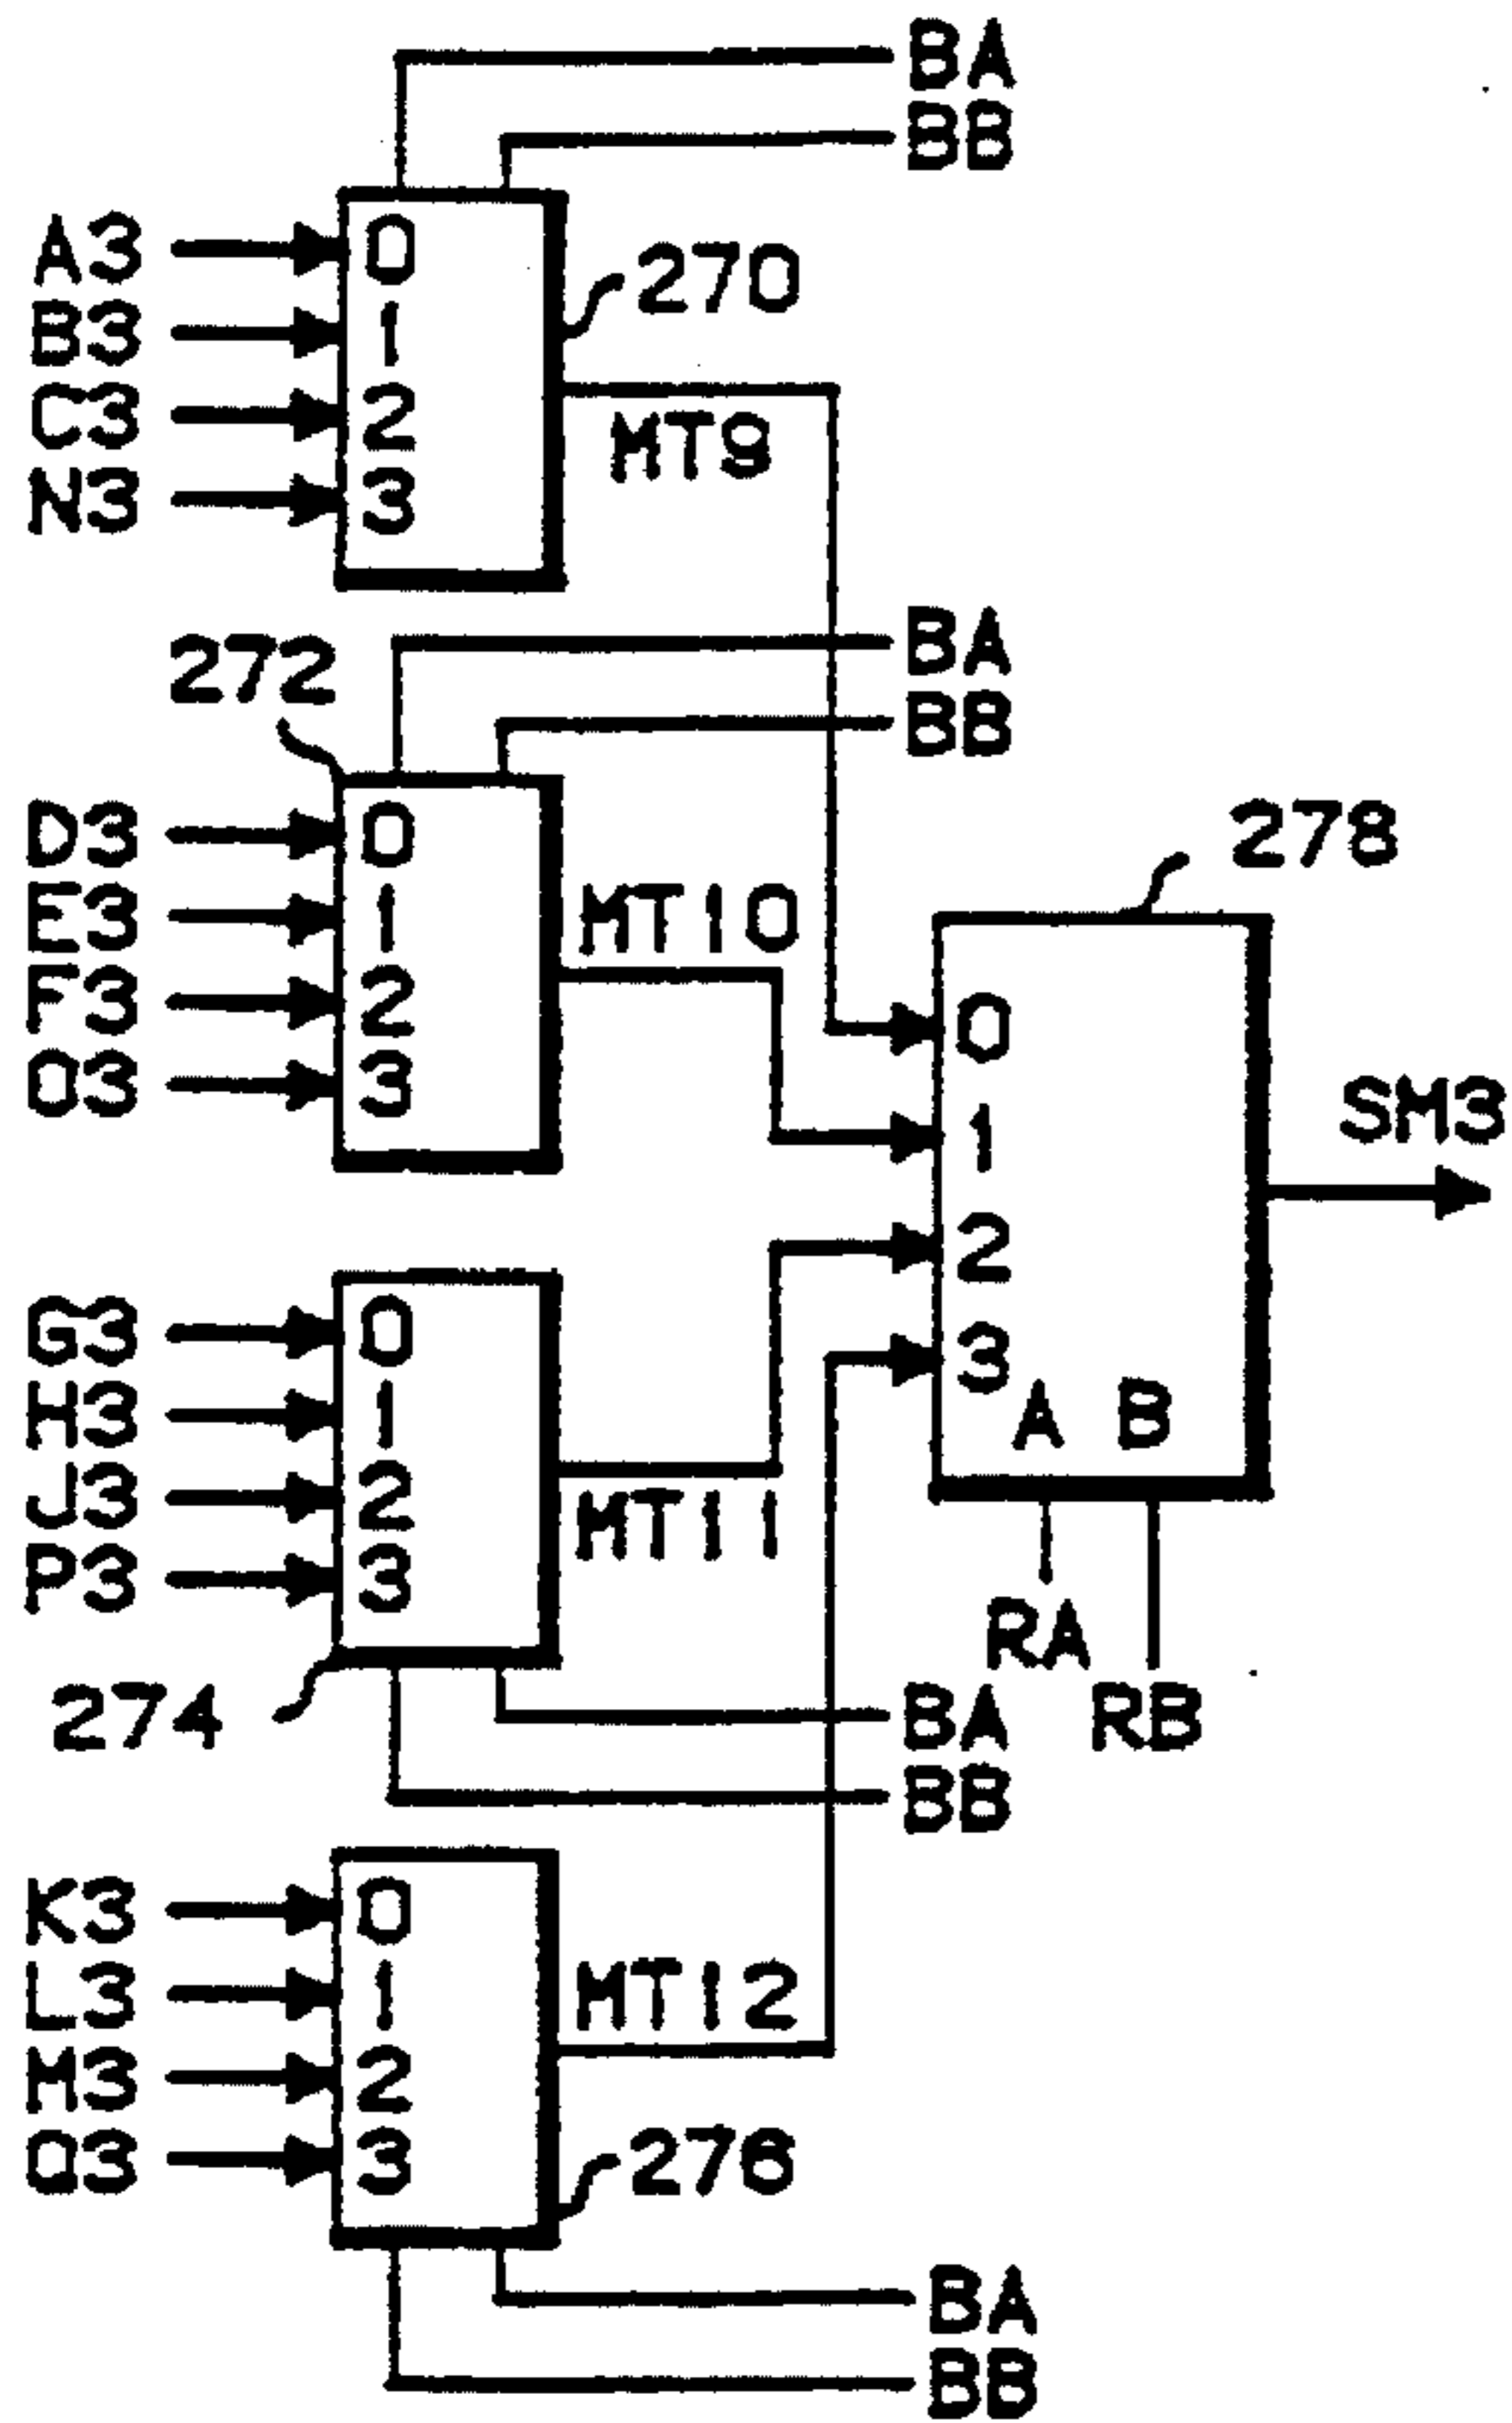 BA
BB
A3 0
270
B3 1
C3 2
MT9
N3 3
BA
272
BB
D3 0
278
E3 1
MT10
F3 2
0
O3 3
1
SM3
2
G3 0
3
H3 1
A B
J3 2
MT11
P3 3
RA
274
BA RB
BB
K3 0
L3 1
MT12
M3 2
Q3 3
276
BA
BB